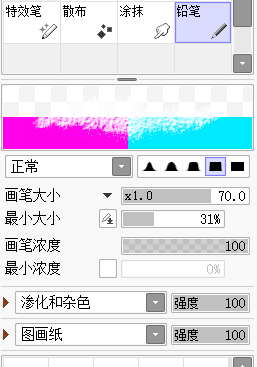 特效笔 散布 涂抹 铅笔
正常
画笔大小 x1.0 70.0
最小大小 31%
画笔浓度 100
最小浓度 0%
渗化和杂色 强度 100
图画纸 强度 100